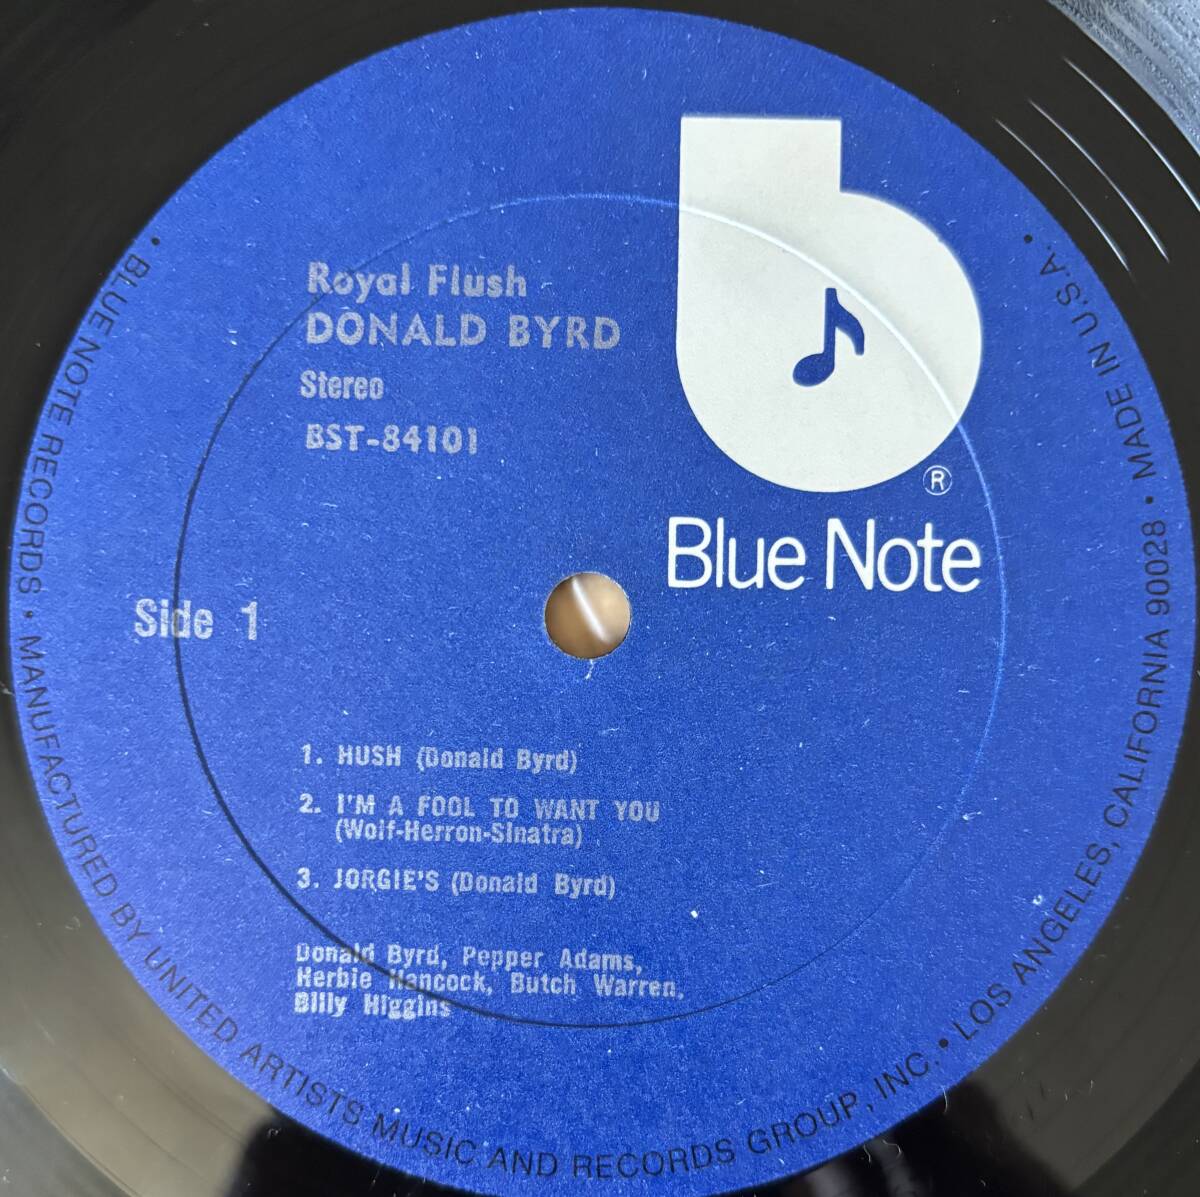 Royal Flush
DONALD BYRD
Stereo
BST-84101
®
Blue Note
Side 1
1. HUSH (Donald Byrd)
2. I'M A FOOL TO WANT YOU
(Wolf-Herron-Sinatra)
3. JORGIE'S (Donald Byrd)
Donald Byrd, Pepper Adams,
Herbie Hancock, Butch Warren,
Billy Higgins
• BLUE NOTE RECORDS • MANUFACTURED BY UNITED ARTISTS MUSIC AND RECORDS GROUP, INC. • LOS ANGELES, CALIFORNIA 90028 • MADE IN U.S.A. •